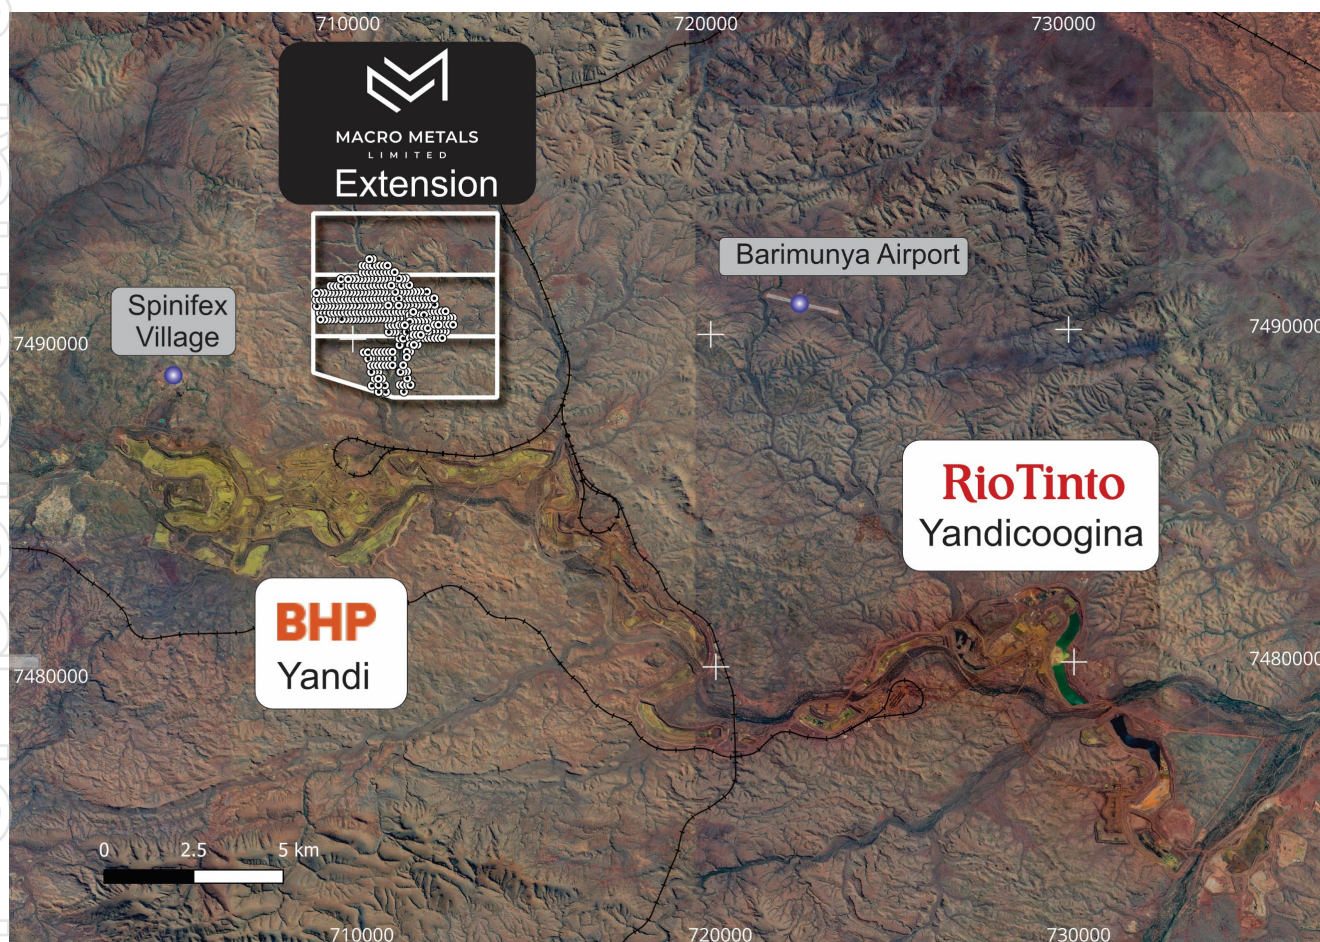 710000
720000
730000
MACRO METALS
LIMITED
Extension
Barimunya Airport
Spinifex
Village
7490000
7490000
RioTinto
Yandicoogina
BHP
Yandi
7480000
7480000
0 2.5 5 km
710000
720000
730000